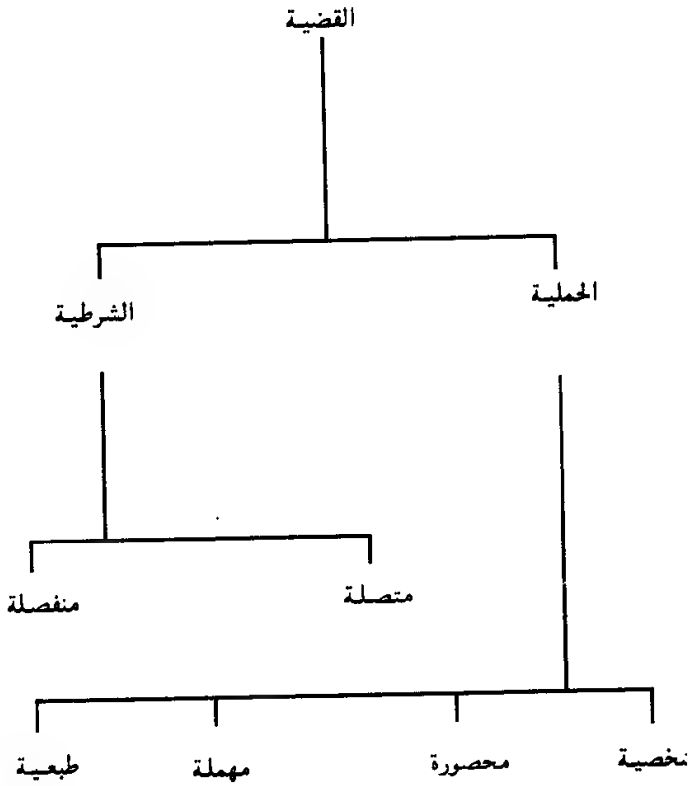 القضية
الحملية
الشرطية
متصلة
منفصلة
محصورة
مهملة
طبعية